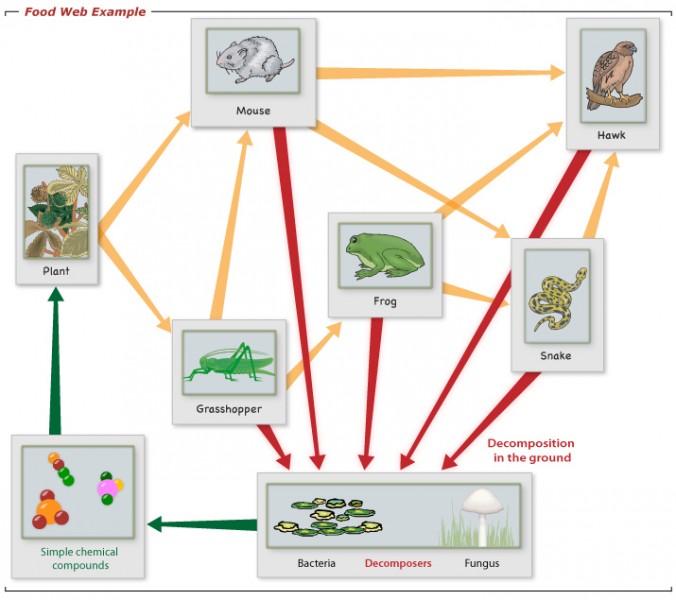 Food Web Example
Mouse
Hawk
Plant
Frog
Snake
Grasshopper
Decomposition
in the ground
Simple chemical
compounds
Bacteria
Decomposers
Fungus